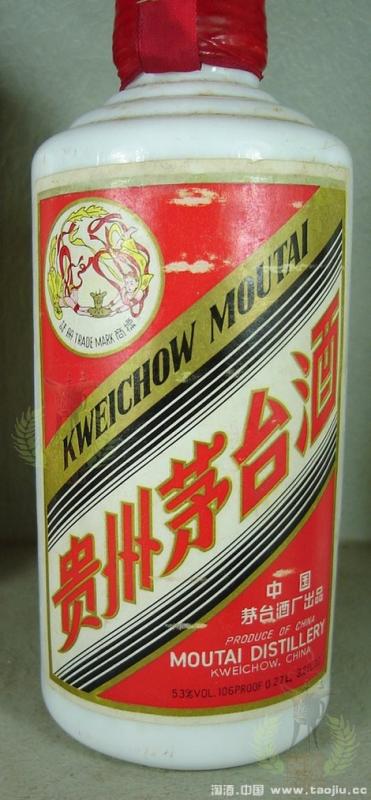 注册 TRADE MARK 商标
KWEICHOW MOUTAI
贵州茅台酒
中国
茅台酒厂出品
PRODUCE OF CHINA
MOUTAI DISTILLERY
KWEICHOW, CHINA
53%VOL. 106PROOF 0.27L,
淘酒.中国 www.taojiu.cc